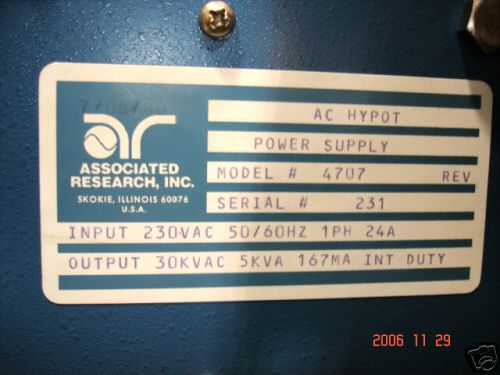 AC HYPOT
POWER SUPPLY
MODEL # 4707 REV
SERIAL # 231
INPUT 230VAC 50/60HZ 1PH 24A
OUTPUT 30KVAC 5KVA 167MA INT DUTY
ar
ASSOCIATED
RESEARCH, INC.
SKOKIE, ILLINOIS 60076
U.S.A.
2006 11 29